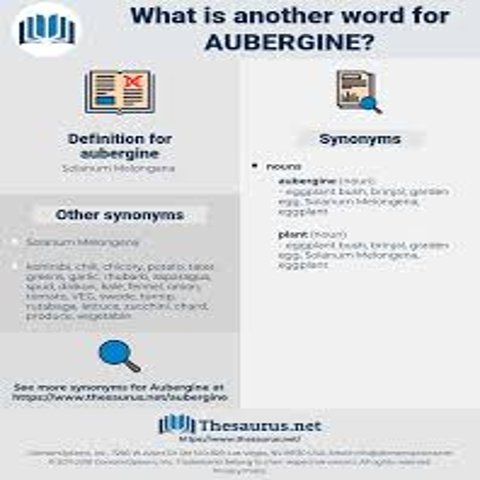 What is another word for
AUBERGINE?
Definition for
aubergine
Solanum Melongena
Synonyms
nouns
aubergine (noun)
- eggplant bush, brinjal, garden
egg, Solanum Melongena,
eggplant
plant (noun)
- eggplant bush, brinjal, garden
egg, Solanum Melongena,
eggplant
Other synonyms
Solanum Melongena
kohlrabi, chili, chicory, potato, tater,
greens, garlic, rhubarb, asparagus,
spud, daikon, kale, fennel, onion,
tomato, VEG, swede, turnip,
rutabaga, lettuce, zucchini, chard,
produce, vegetable
See more synonyms for Aubergine at
https://www.thesaurus.net/aubergine
Thesaurus.net
https://www.thesaurus.net/
Privacy Policy